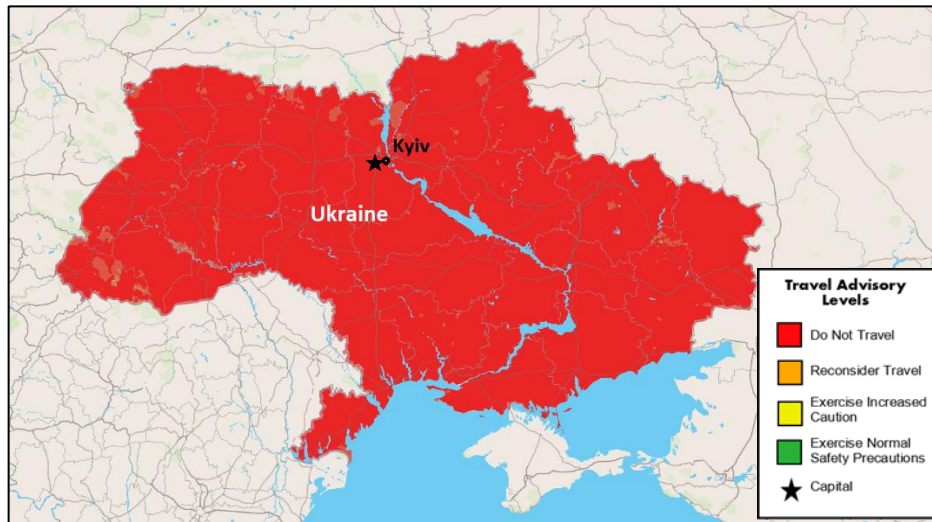 Kyiv
Ukraine
Travel Advisory
Levels
Do Not Travel
Reconsider Travel
Exercise Increased
Caution
Exercise Normal
Safety Precautions
Capital